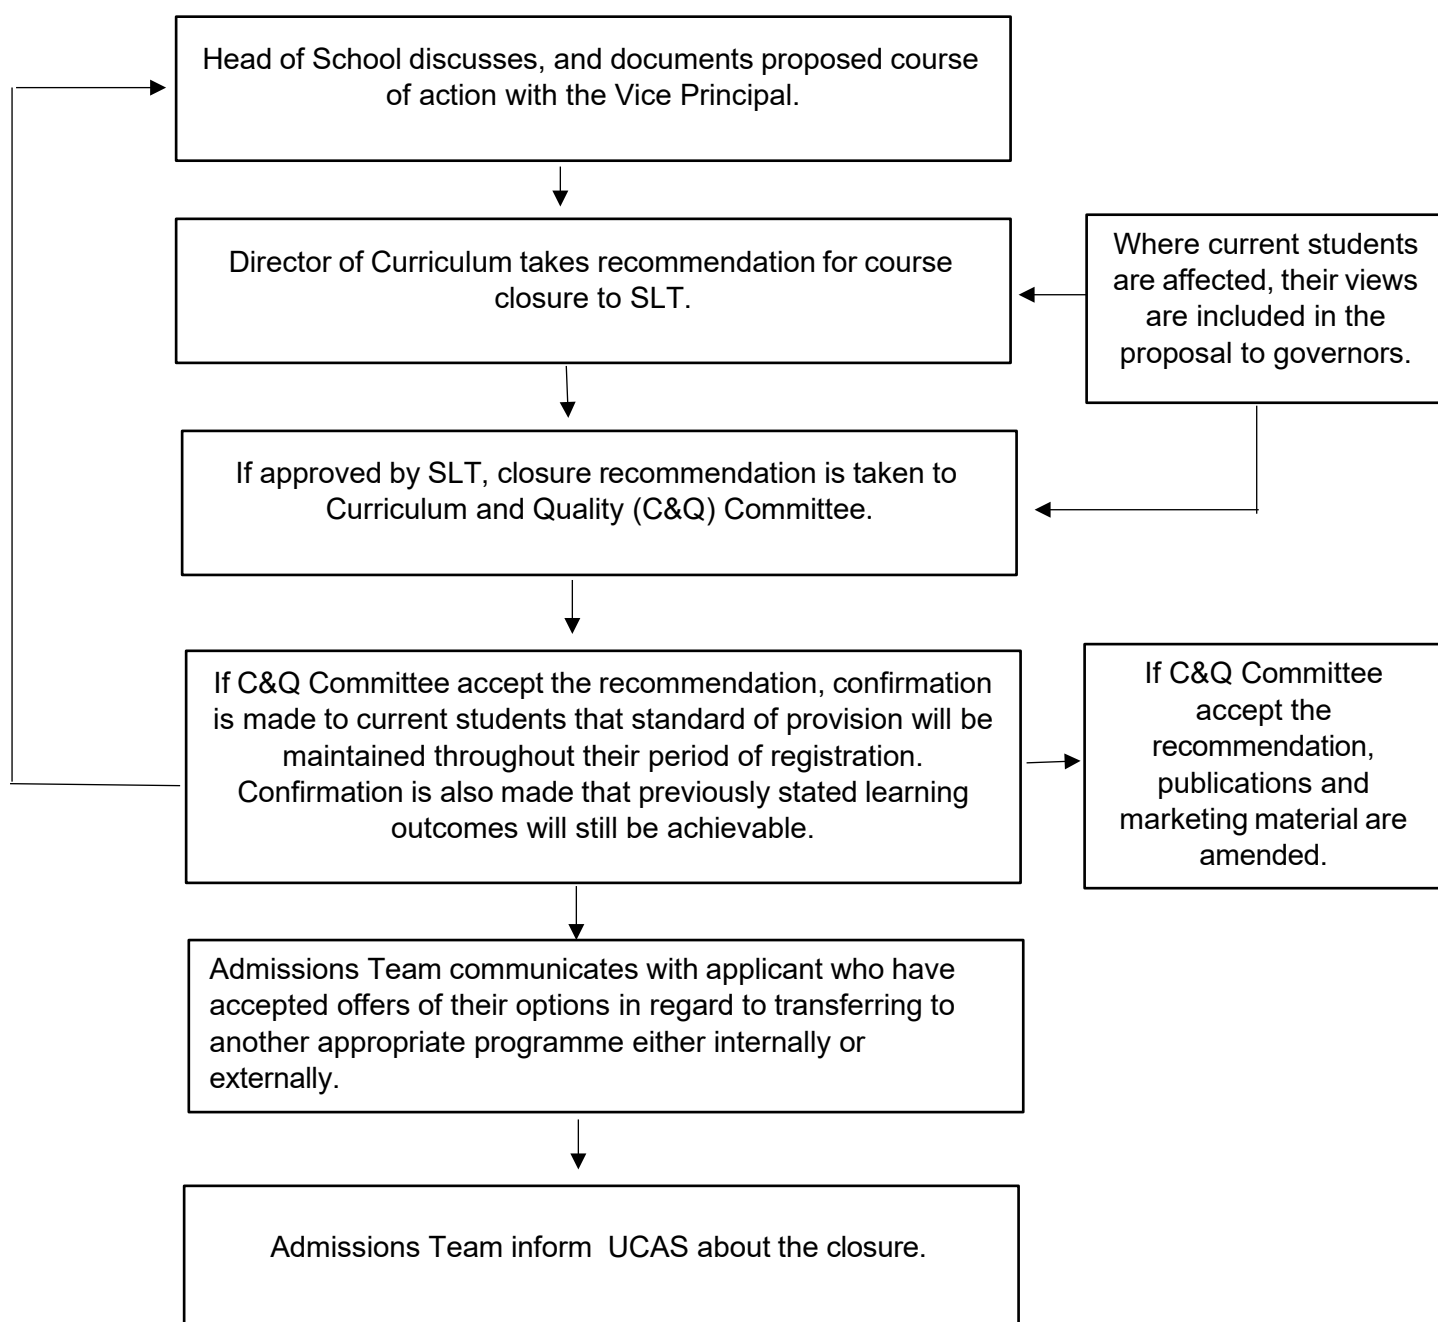 Head of School discusses, and documents proposed course
of action with the Vice Principal.
Director of Curriculum takes recommendation for course
closure to SLT.
Where current students
are affected, their views
are included in the
proposal to governors.
If approved by SLT, closure recommendation is taken to
Curriculum and Quality (C&Q) Committee.
If C&Q Committee accept the recommendation, confirmation
is made to current students that standard of provision will be
maintained throughout their period of registration.
Confirmation is also made that previously stated learning
outcomes will still be achievable.
If C&Q Committee
accept the
recommendation,
publications and
marketing material are
amended.
Admissions Team communicates with applicant who have
accepted offers of their options in regard to transferring to
another appropriate programme either internally or
externally.
Admissions Team inform  UCAS about the closure.